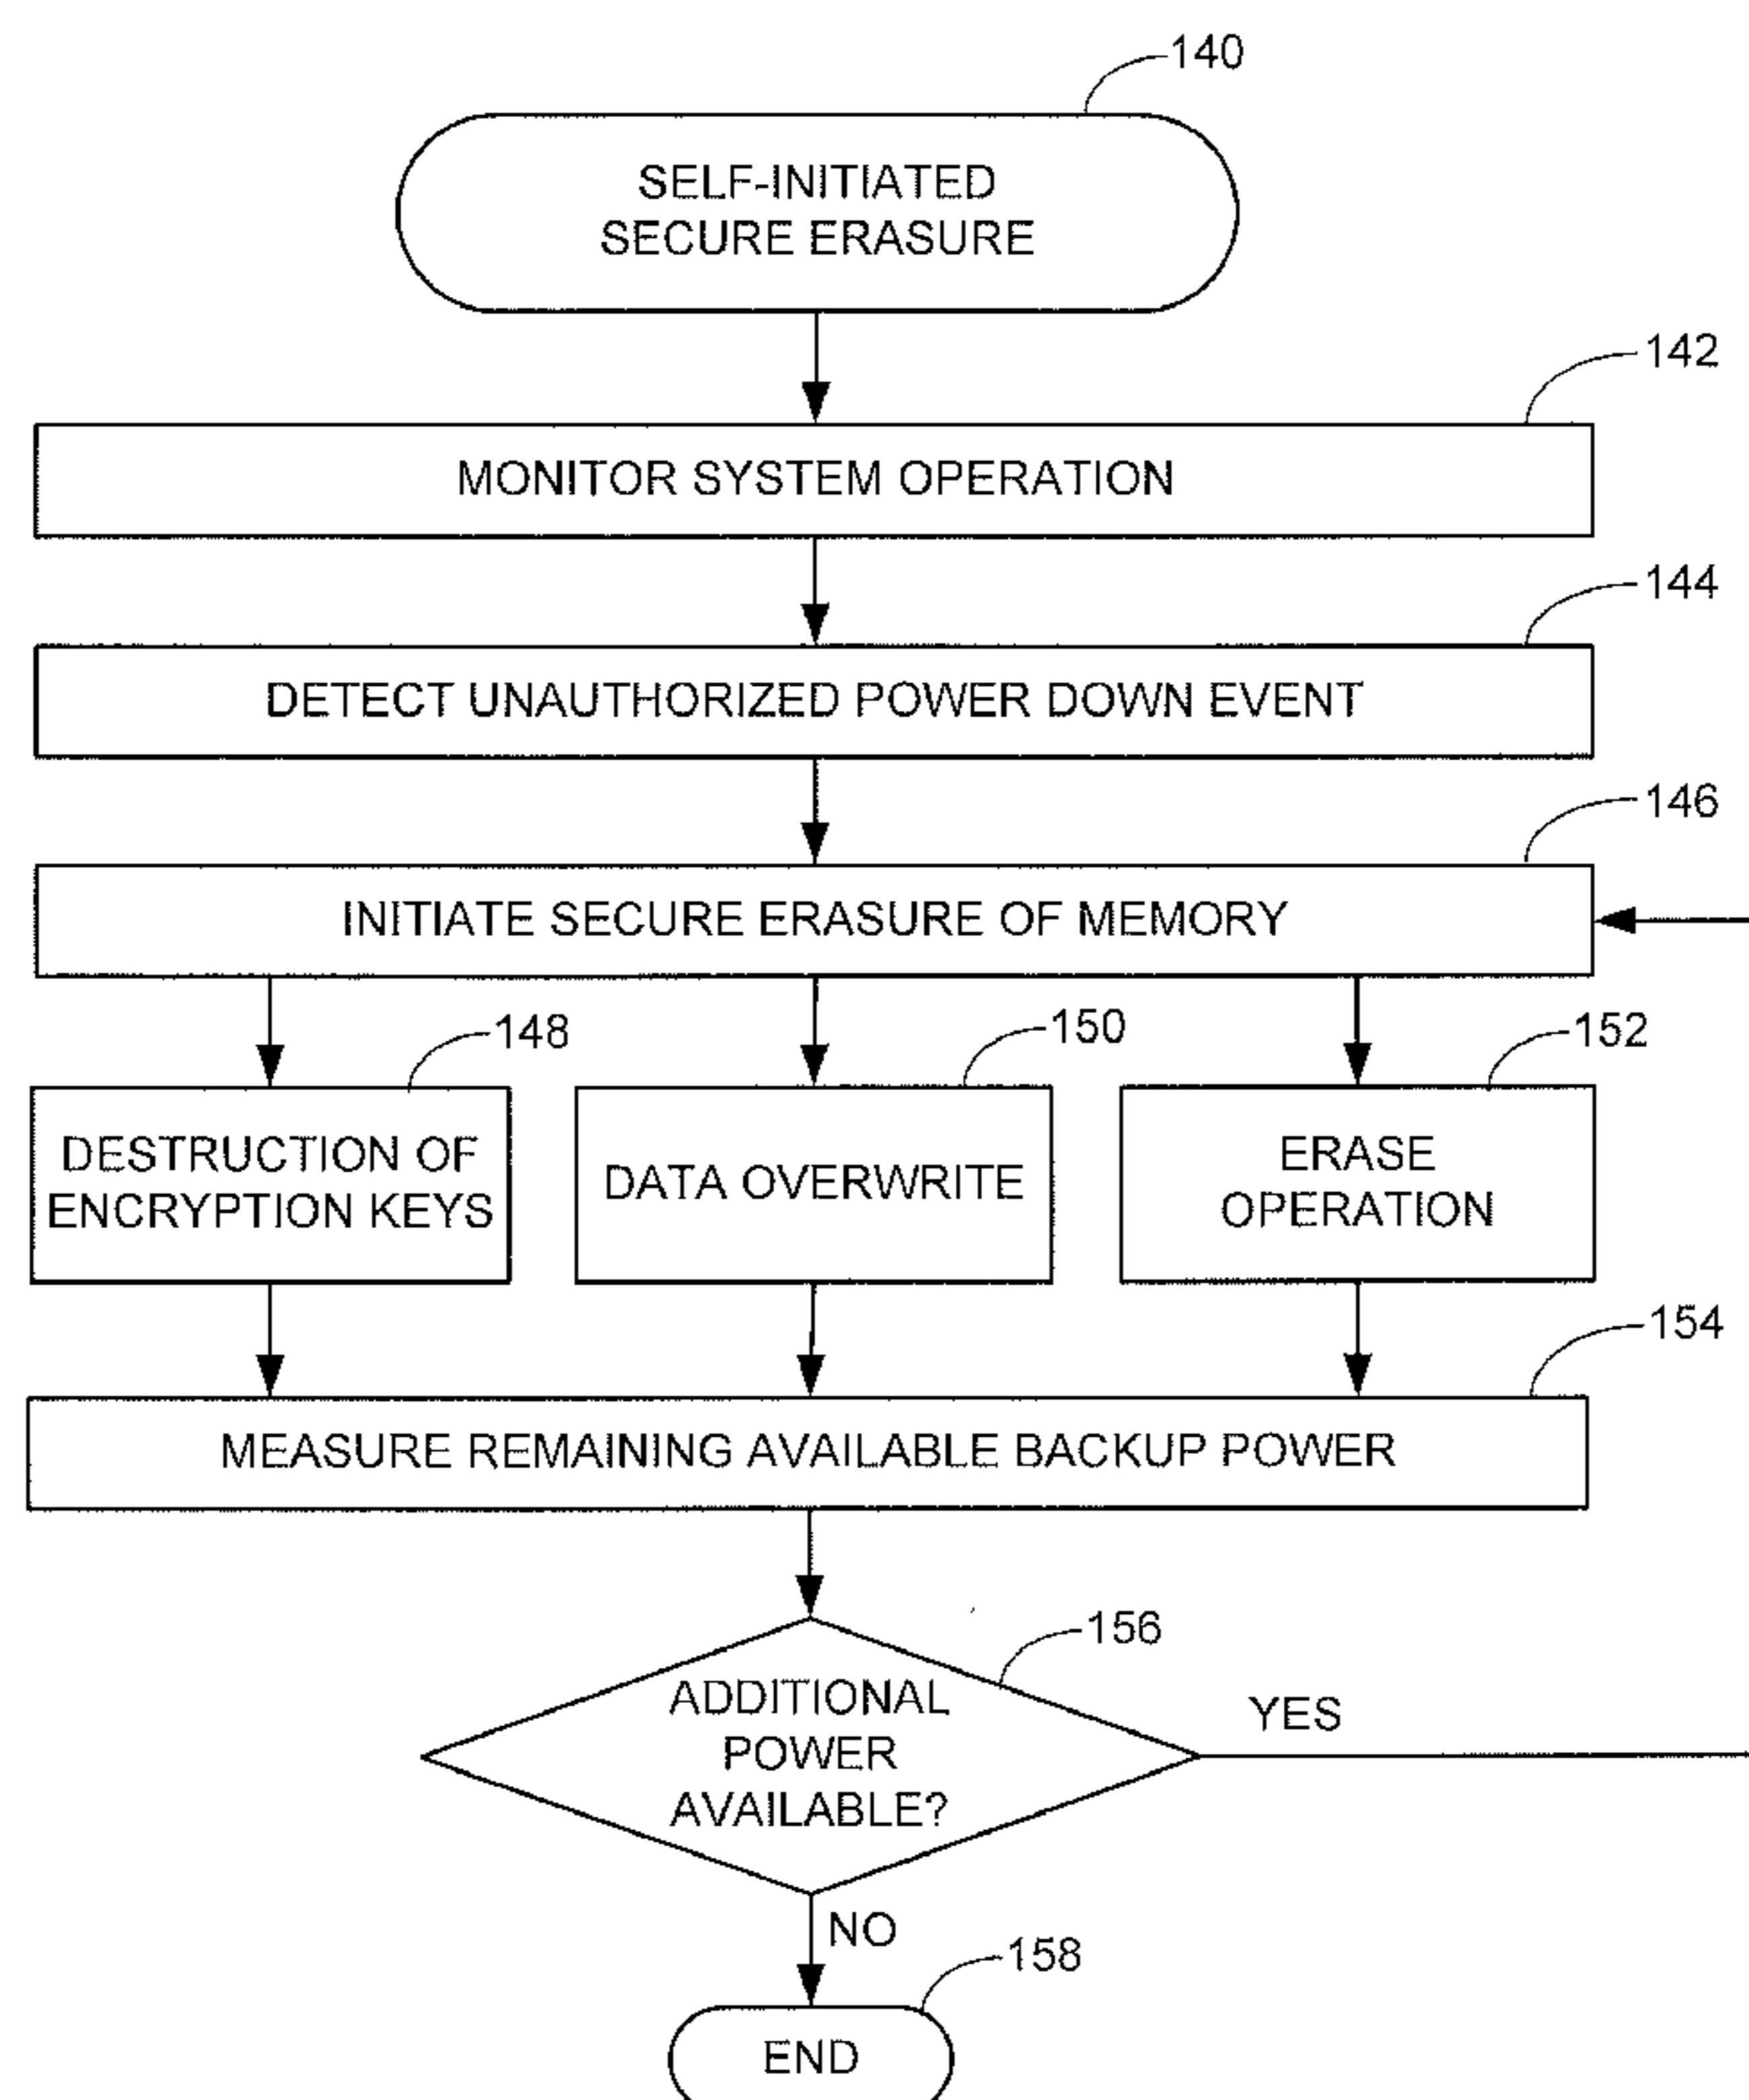 140
SELF-INITIATED
SECURE ERASURE
142
MONITOR SYSTEM OPERATION
144
DETECT UNAUTHORIZED POWER DOWN EVENT
146
INITIATE SECURE ERASURE OF MEMORY
148
DESTRUCTION OF
ENCRYPTION KEYS
150
DATA OVERWRITE
152
ERASE
OPERATION
154
MEASURE REMAINING AVAILABLE BACKUP POWER
156
ADDITIONAL
POWER
AVAILABLE?
YES
NO
158
END